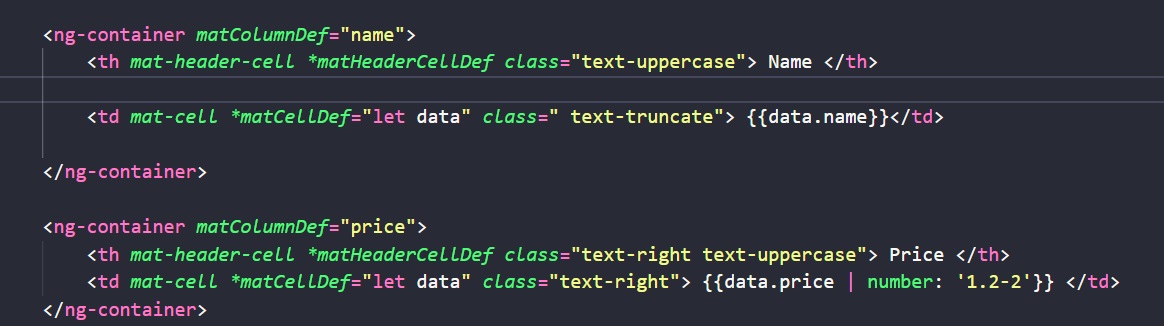 <ng-container matColumnDef="name">
<th mat-header-cell *matHeaderCellDef class="text-uppercase"> Name </th>
<td mat-cell *matCellDef="let data" class=" text-truncate"> {{data.name}}</td>
</ng-container>
<ng-container matColumnDef="price">
<th mat-header-cell *matHeaderCellDef class="text-right text-uppercase"> Price </th>
<td mat-cell *matCellDef="let data" class="text-right"> {{data.price | number: '1.2-2'}} </td>
</ng-container>